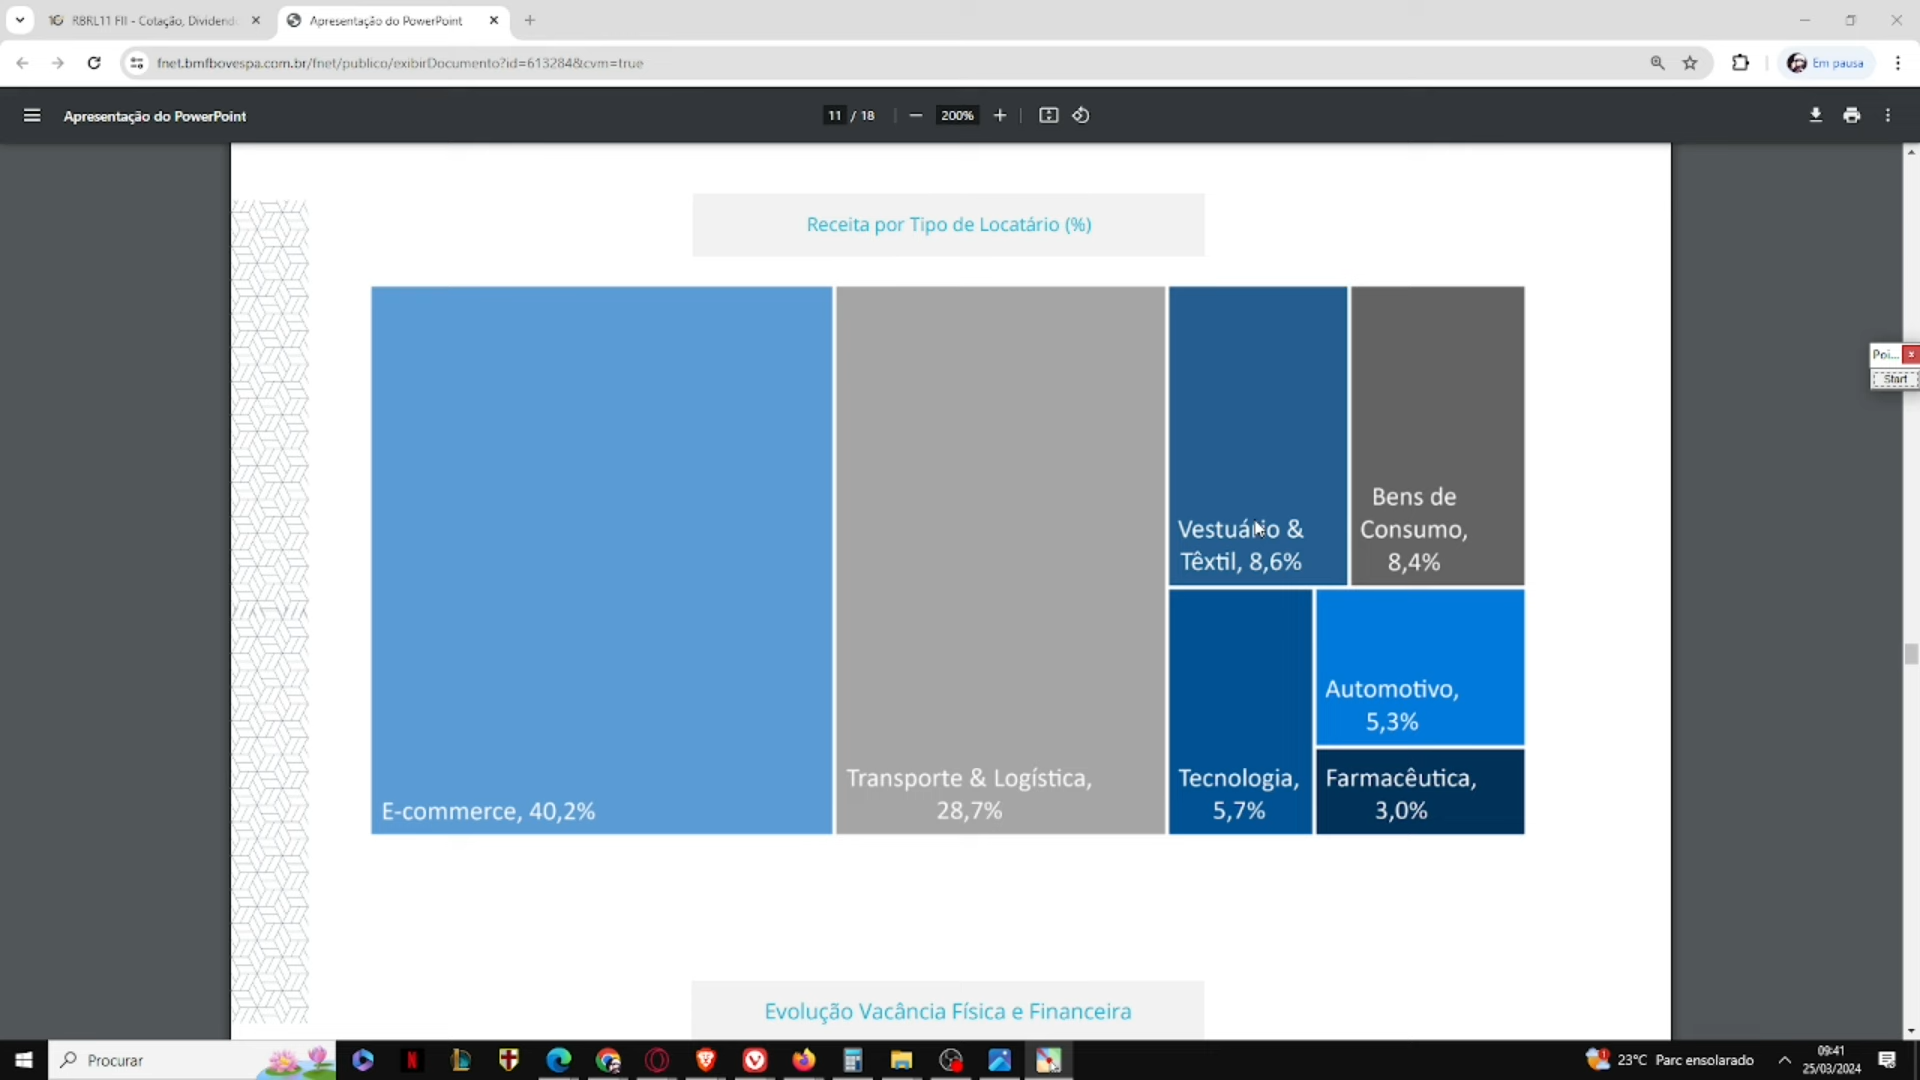 RBRL11 FII - Cotação, Dividend
Apresentação do PowerPoint
fnet.bmfbovespa.com.br/fnet/publico/exibirDocumento?id=613284&cvm=true
Em pausa
Apresentação do PowerPoint
11 / 18
200%
Receita por Tipo de Locatário (%)
Poi...
Start
Vestuário &
Têxtil, 8,6%
Bens de
Consumo,
8,4%
Automotivo,
5,3%
E-commerce, 40,2%
Transporte & Logística,
28,7%
Tecnologia,
5,7%
Farmacêutica,
3,0%
Evolução Vacância Física e Financeira
Procurar
23°C Parc ensolarado
09:41
25/03/2024